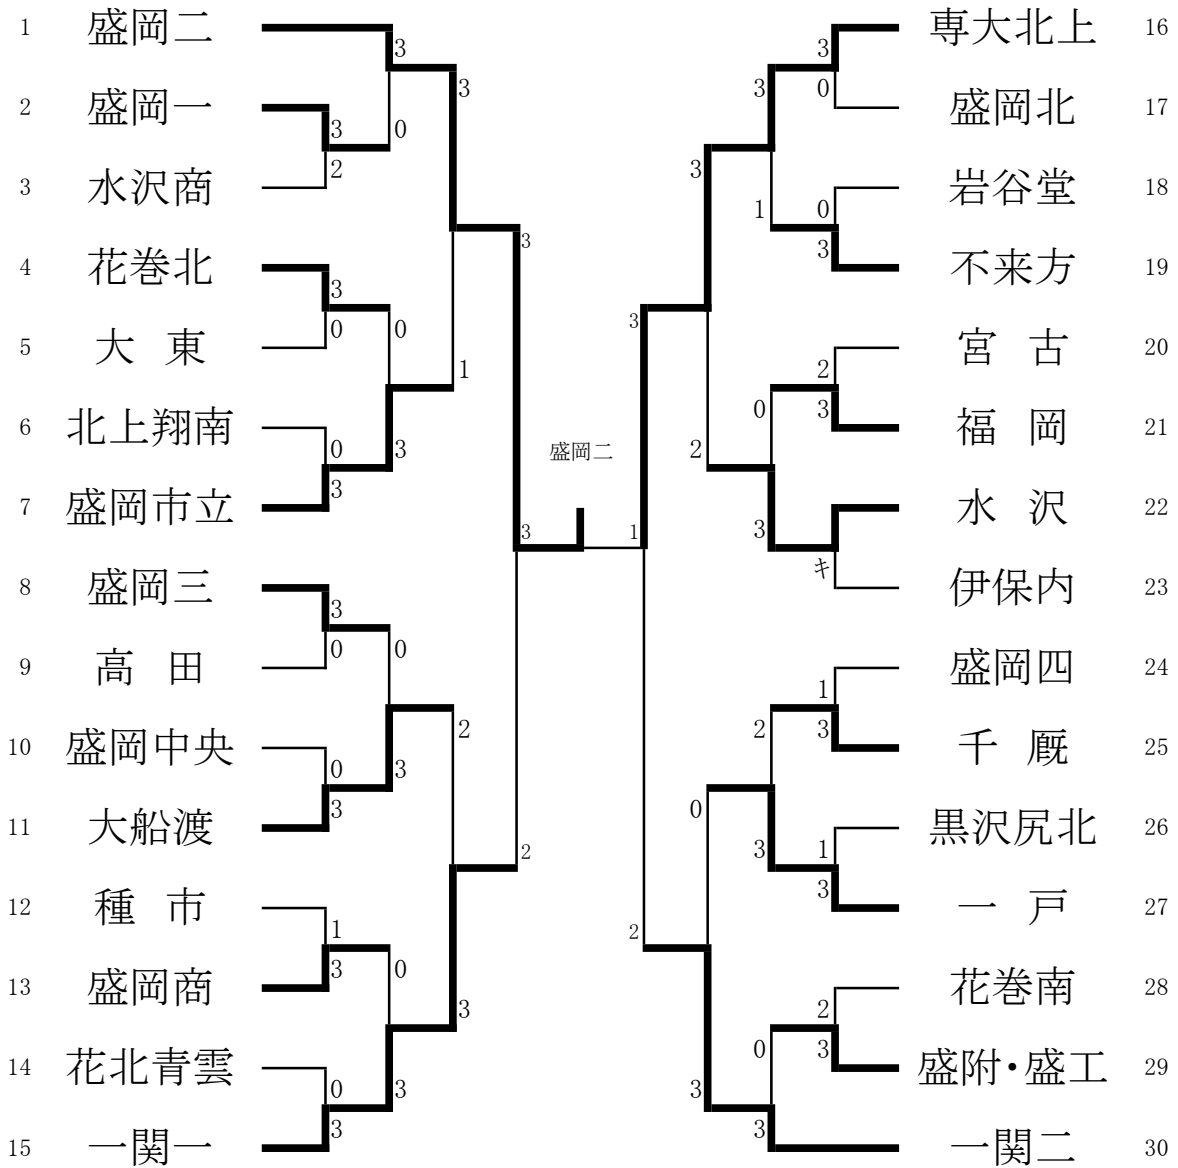 1 盛岡二
2 盛岡一
3 水沢商
4 花巻北
5 大 東
6 北上翔南
7 盛岡市立
8 盛岡三
9 高 田
10 盛岡中央
11 大船渡
12 種 市
13 盛岡商
14 花北青雲
15 一関一
3
0
3
2
3
0
0
3
3
0
0
3
1
3
0
3
0
3
0
3
0
3
3
1
2
3
3
2
盛岡二
3
1
3
2
3
2
0
3
3
1
0
3
2
3
0
3
3
0
0
3
2
3
キ
1
3
1
3
2
3
専大北上 16
盛岡北 17
岩谷堂 18
不来方 19
宮 古 20
福 岡 21
水 沢 22
伊保内 23
盛岡四 24
千 厩 25
黒沢尻北 26
一 戸 27
花巻南 28
盛附・盛工 29
一関二 30